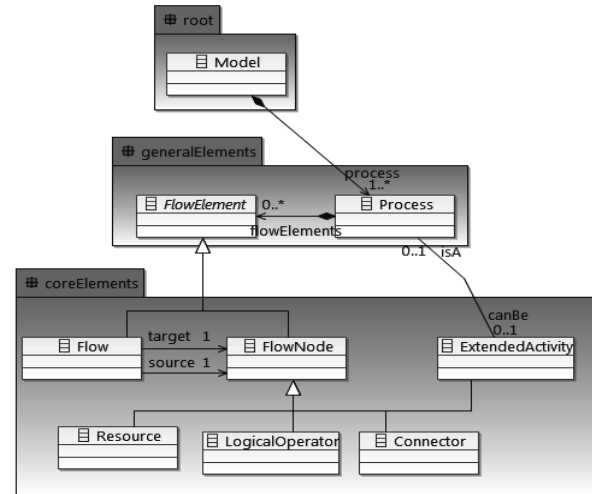 root
Model
generalElements
process
1..*
FlowElement
0..*
Process
flowElements
0..1 isA
coreElements
canBe
0..1
Flow
target 1
FlowNode
ExtendedActivity
source 1
Resource
LogicalOperator
Connector